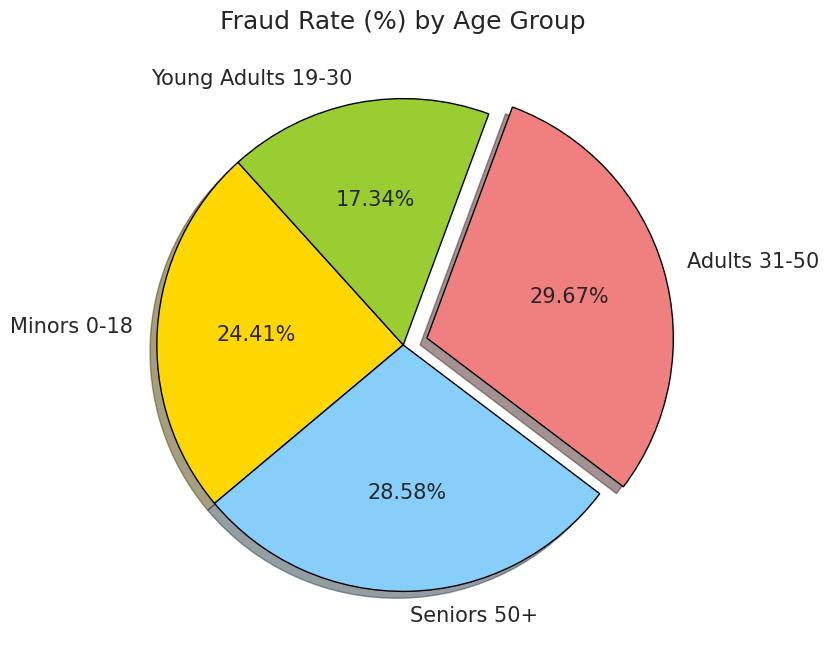 Fraud Rate (%) by Age Group
Young Adults 19-30
17.34%
Adults 31-50
29.67%
Minors 0-18
24.41%
28.58%
Seniors 50+